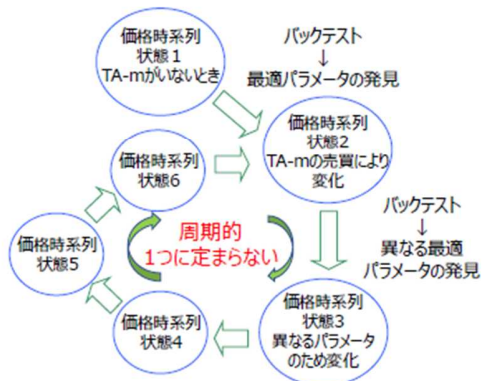 価格時系列
状態1
TA-mがいないとき
バックテスト
↓
最適パラメータの発見
価格時系列
状態2
TA-mの売買により
変化
バックテスト
↓
異なる最適
パラメータの発見
価格時系列
状態3
異なるパラメータ
のため変化
価格時系列
状態4
価格時系列
状態5
価格時系列
状態6
周期的
1つに定まらない